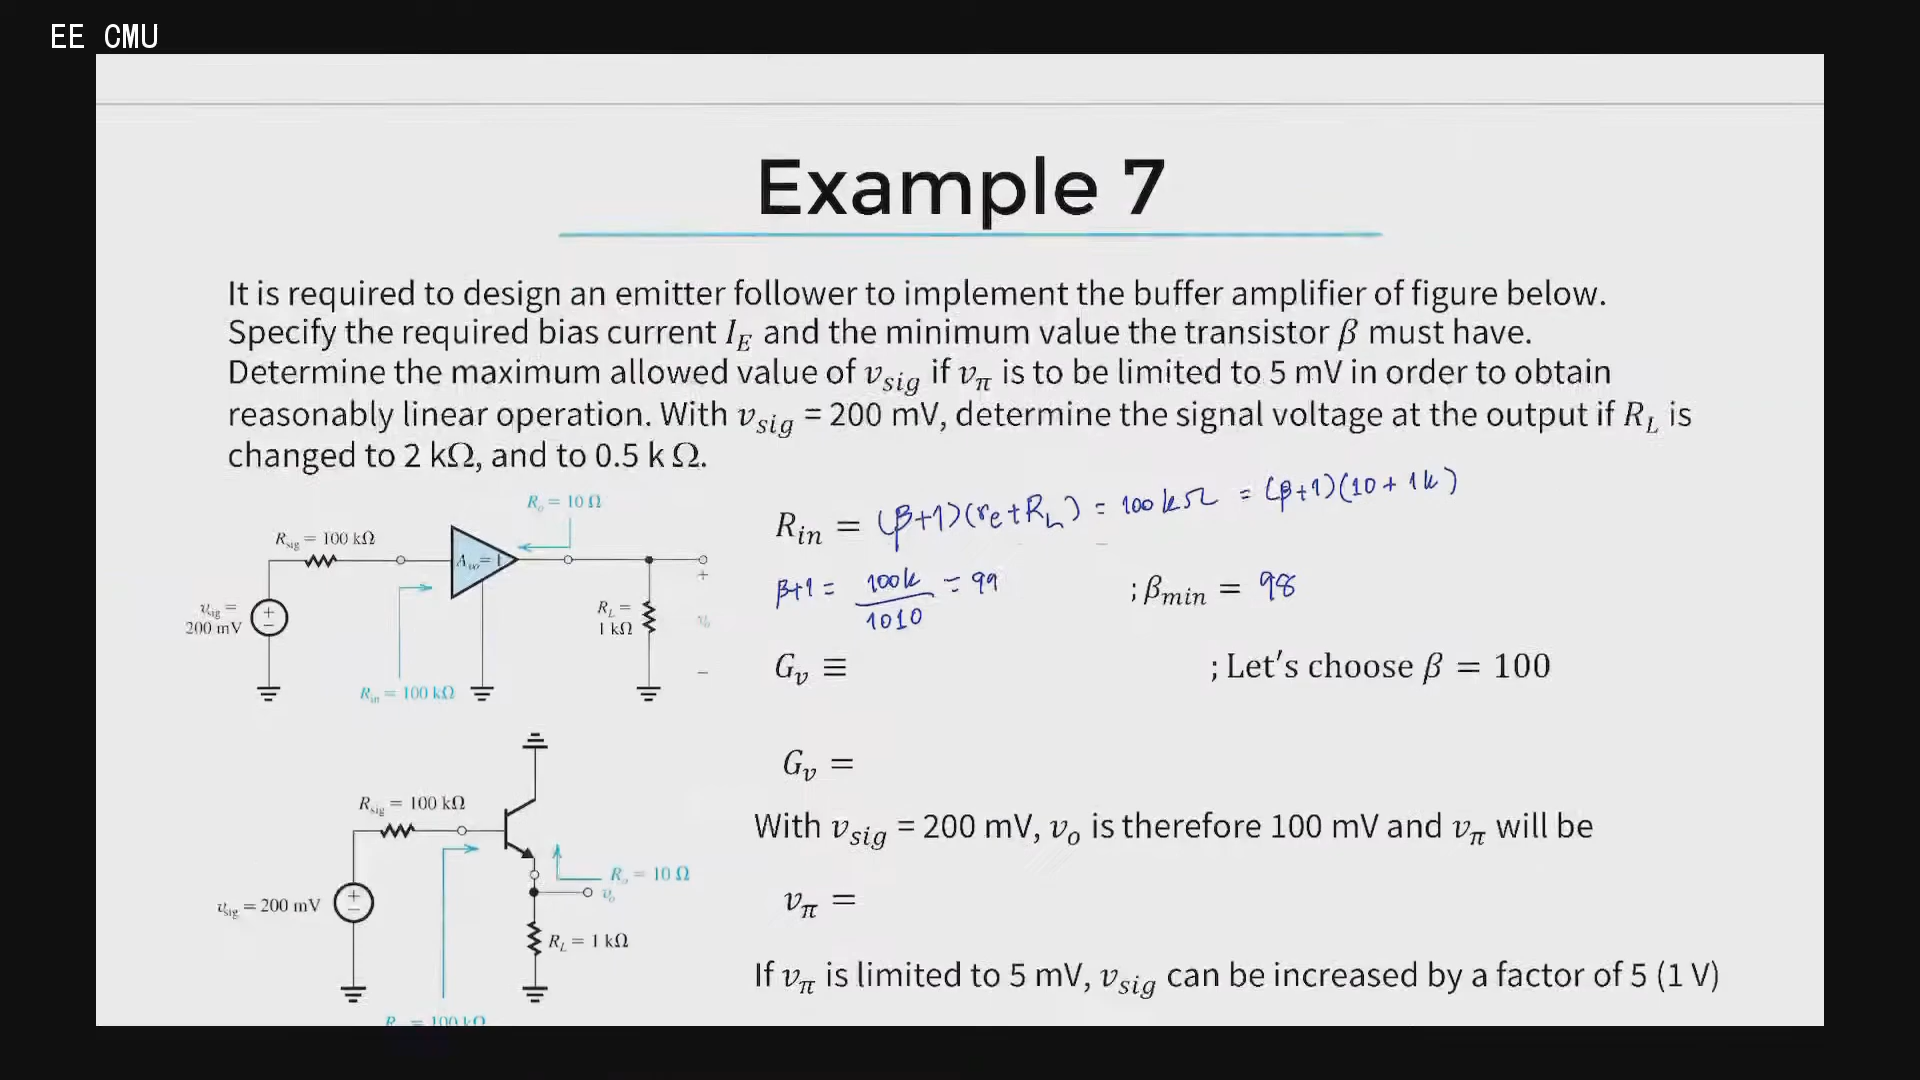 EE CMU
Example 7
It is required to design an emitter follower to implement the buffer amplifier of figure below.
Specify the required bias current I_E and the minimum value the transistor β must have.
Determine the maximum allowed value of v_sig if v_π is to be limited to 5 mV in order to obtain
reasonably linear operation. With v_sig = 200 mV, determine the signal voltage at the output if R_L is
changed to 2 kΩ, and to 0.5 k Ω.
R_o = 10 Ω
R_sig = 100 kΩ
A_vo = 1
v_sig =
200 mV
R_L =
1 kΩ
v_o
R_in = 100 kΩ
R_in = (β+1)(r_e+R_L) = 100 kΩ = (β+1)(10 + 1k)
β+1 = 100k / 1010 = 99
; β_min = 98
G_v ≡
; Let's choose β = 100
G_v =
With v_sig = 200 mV, v_o is therefore 100 mV and v_π will be
v_π =
If v_π is limited to 5 mV, v_sig can be increased by a factor of 5 (1 V)
R_sig = 100 kΩ
R_o = 10 Ω
v_o
v_sig = 200 mV
R_L = 1 kΩ
= 100 kΩ